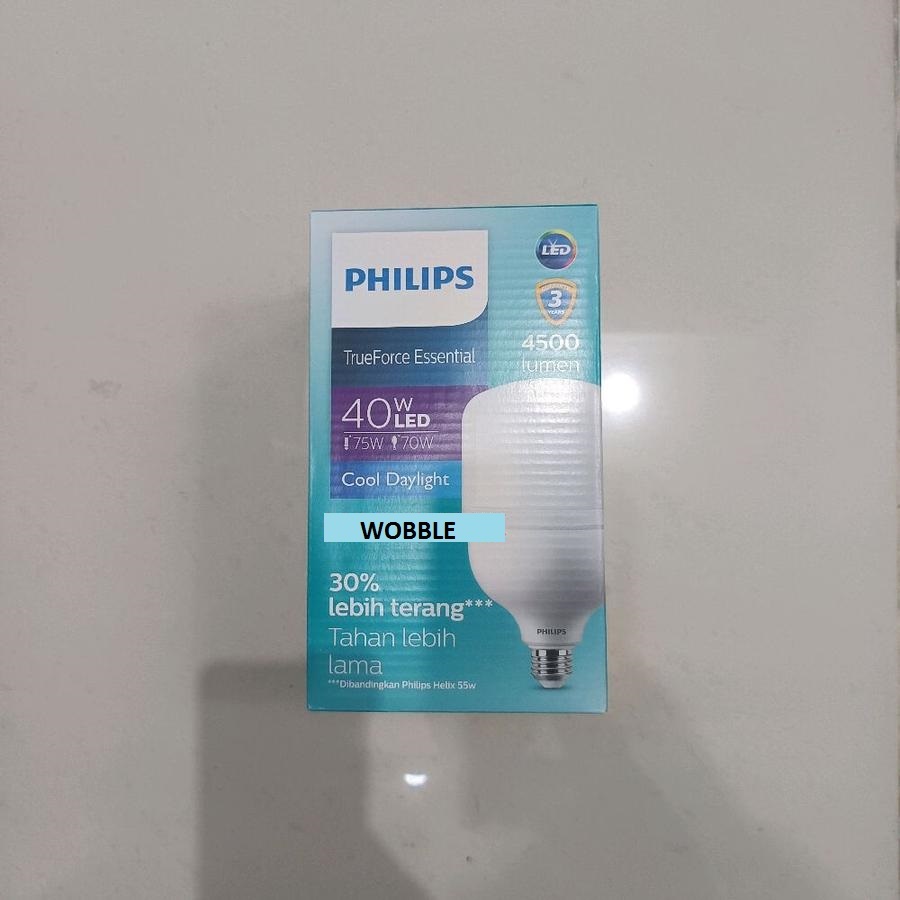 PHILIPS
LED
3
YEARS
4500
lumen
TrueForce Essential
40W
LED
75W 70W
Cool Daylight
WOBBLE
30%
lebih terang***
Tahan lebih
lama
***Dibandingkan Philips Helix 55w
PHILIPS